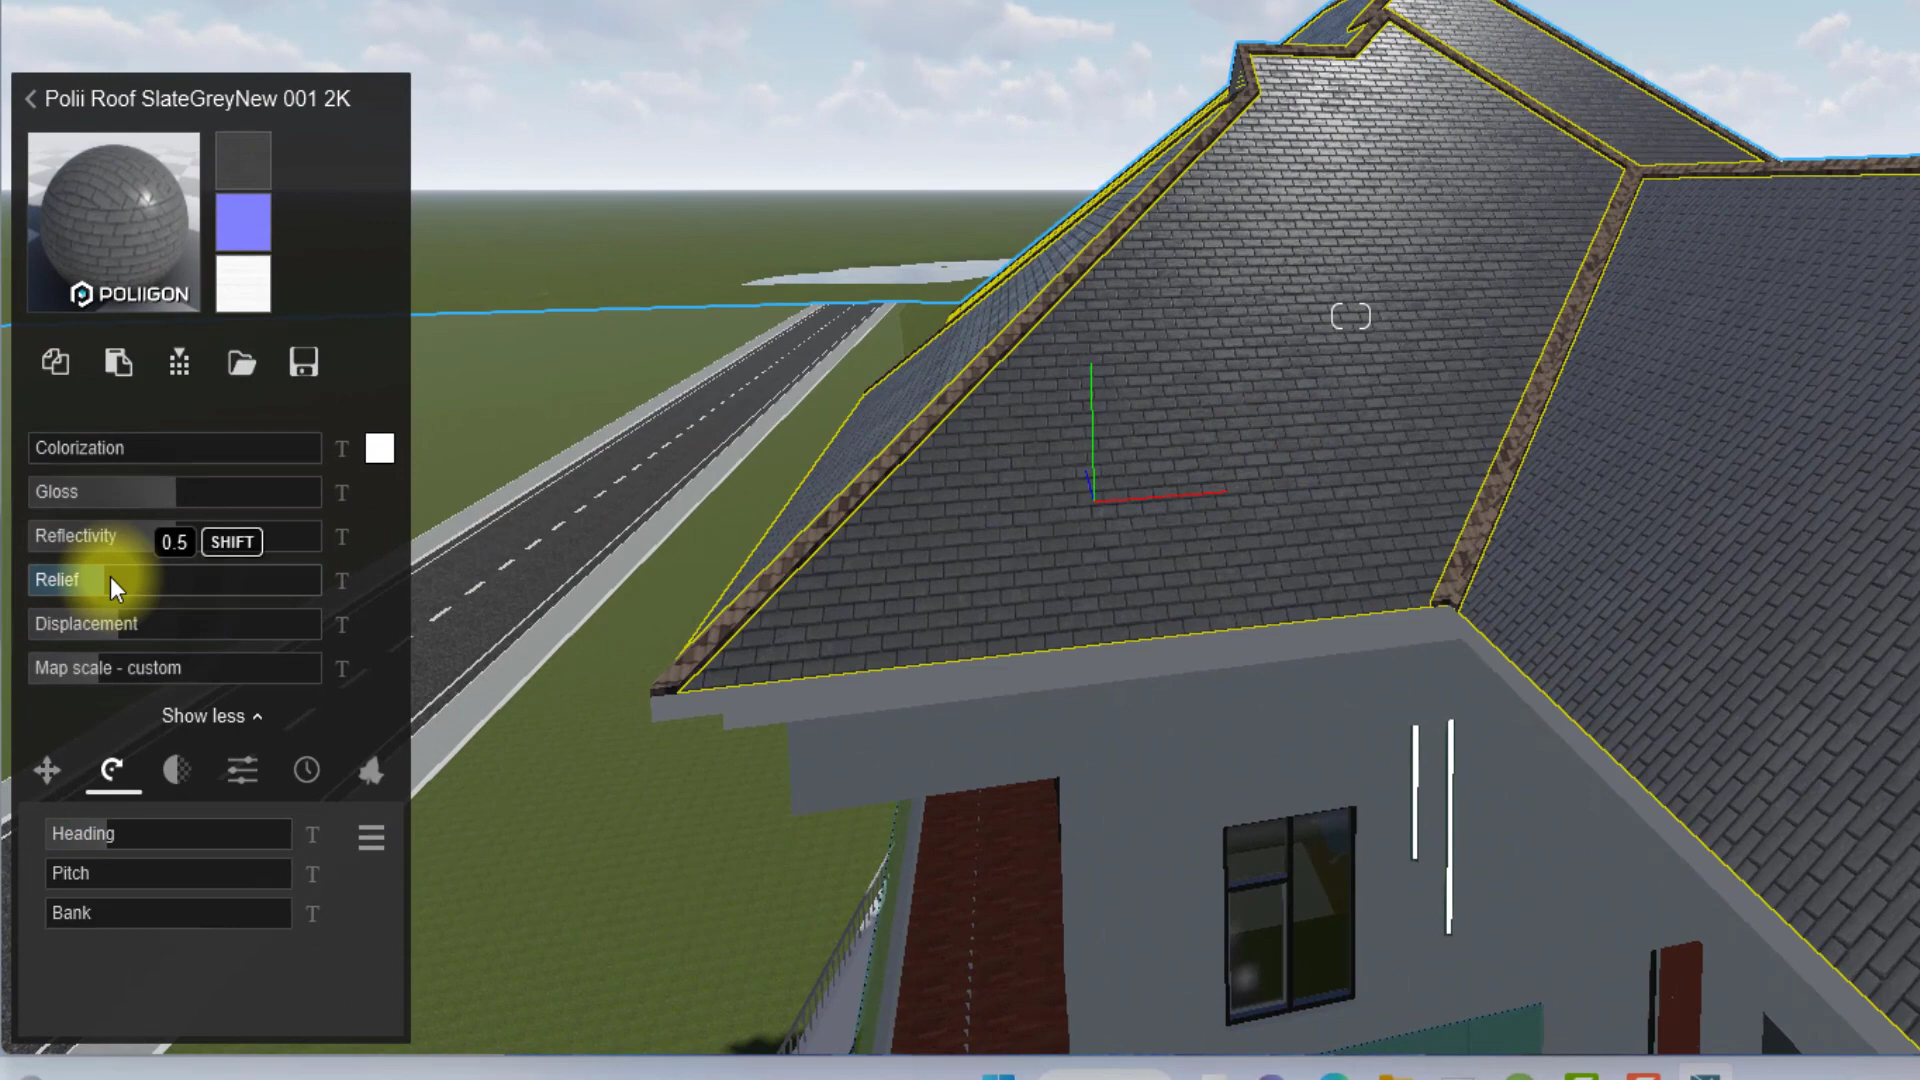 Polii Roof SlateGreyNew 001 2K
POLIIGON
Colorization T
Gloss T
Reflectivity T
0.5 SHIFT
Relief T
Displacement T
Map scale - custom T
Show less
Heading T
Pitch T
Bank T